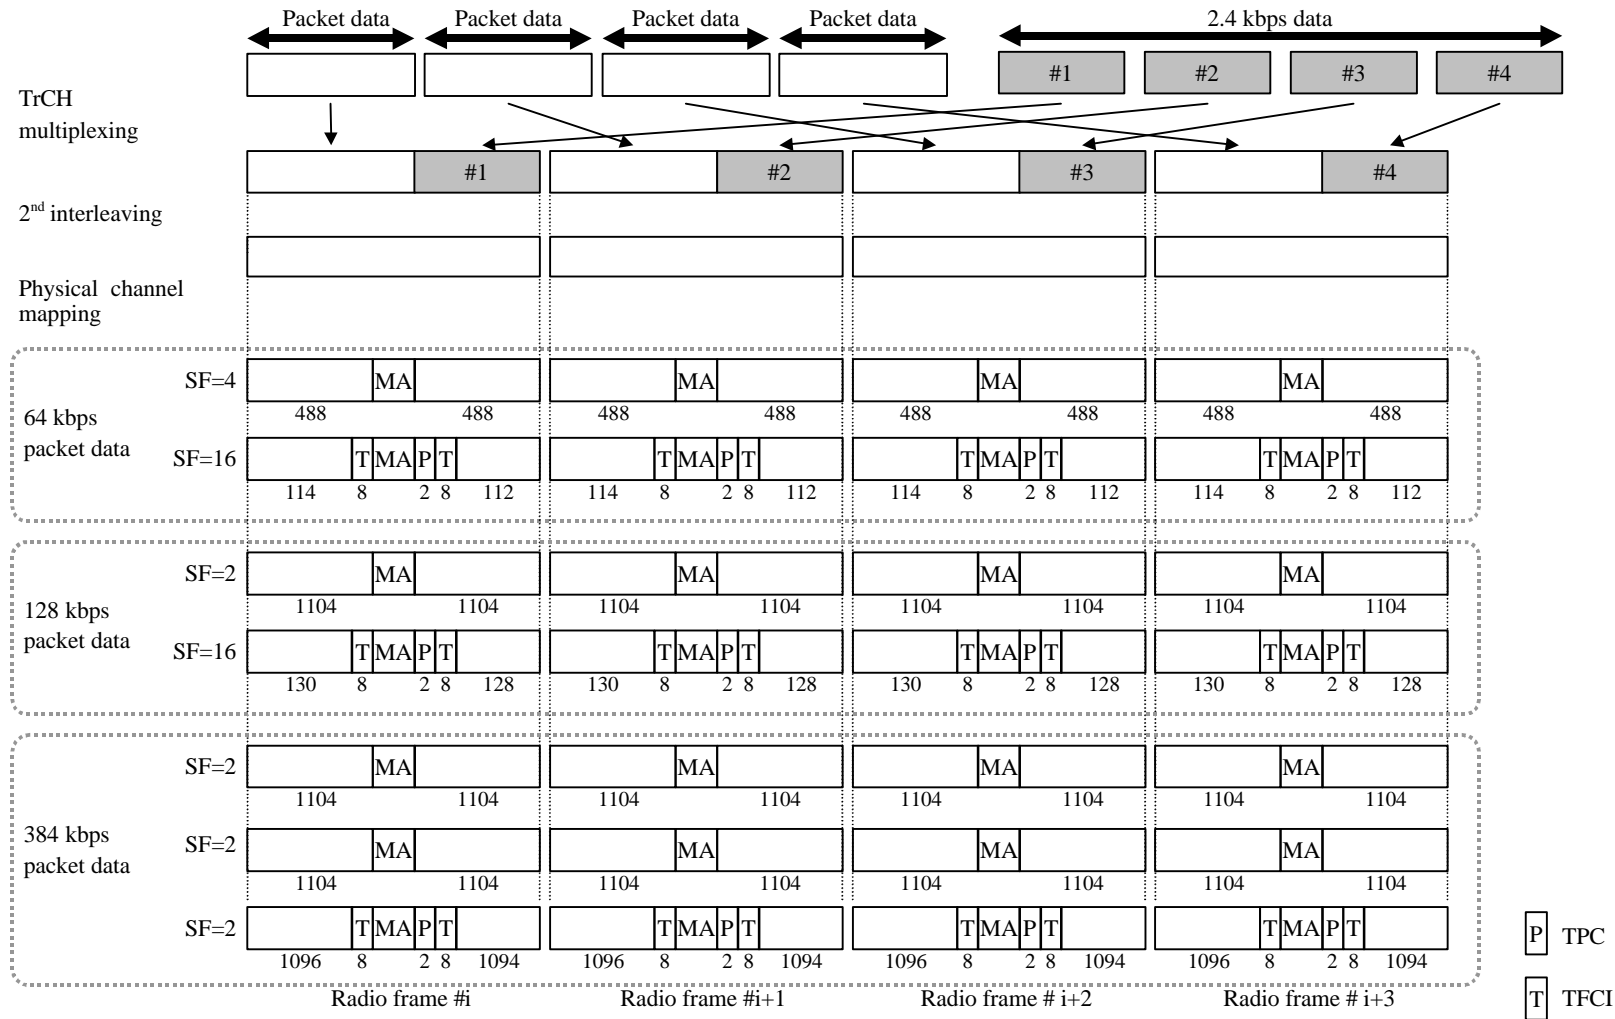 Packet data Packet data Packet data Packet data 2.4 kbps data
#1 #2 #3 #4
TrCH
multiplexing
#1 #2 #3 #4
2nd interleaving
Physical channel
mapping
64 kbps
packet data
SF=4 MA MA MA MA
488 488 488 488 488 488 488 488
SF=16 T MA P T T MA P T T MA P T T MA P T
114 8 2 8 112 114 8 2 8 112 114 8 2 8 112 114 8 2 8 112
128 kbps
packet data
SF=2 MA MA MA MA
1104 1104 1104 1104 1104 1104 1104 1104
SF=16 T MA P T T MA P T T MA P T T MA P T
130 8 2 8 128 130 8 2 8 128 130 8 2 8 128 130 8 2 8 128
384 kbps
packet data
SF=2 MA MA MA MA
1104 1104 1104 1104 1104 1104 1104 1104
SF=2 MA MA MA MA
1104 1104 1104 1104 1104 1104 1104 1104
SF=2 T MA P T T MA P T T MA P T T MA P T
1096 8 2 8 1094 1096 8 2 8 1094 1096 8 2 8 1094 1096 8 2 8 1094
Radio frame #i Radio frame #i+1 Radio frame # i+2 Radio frame # i+3
P TPC
T TFCI